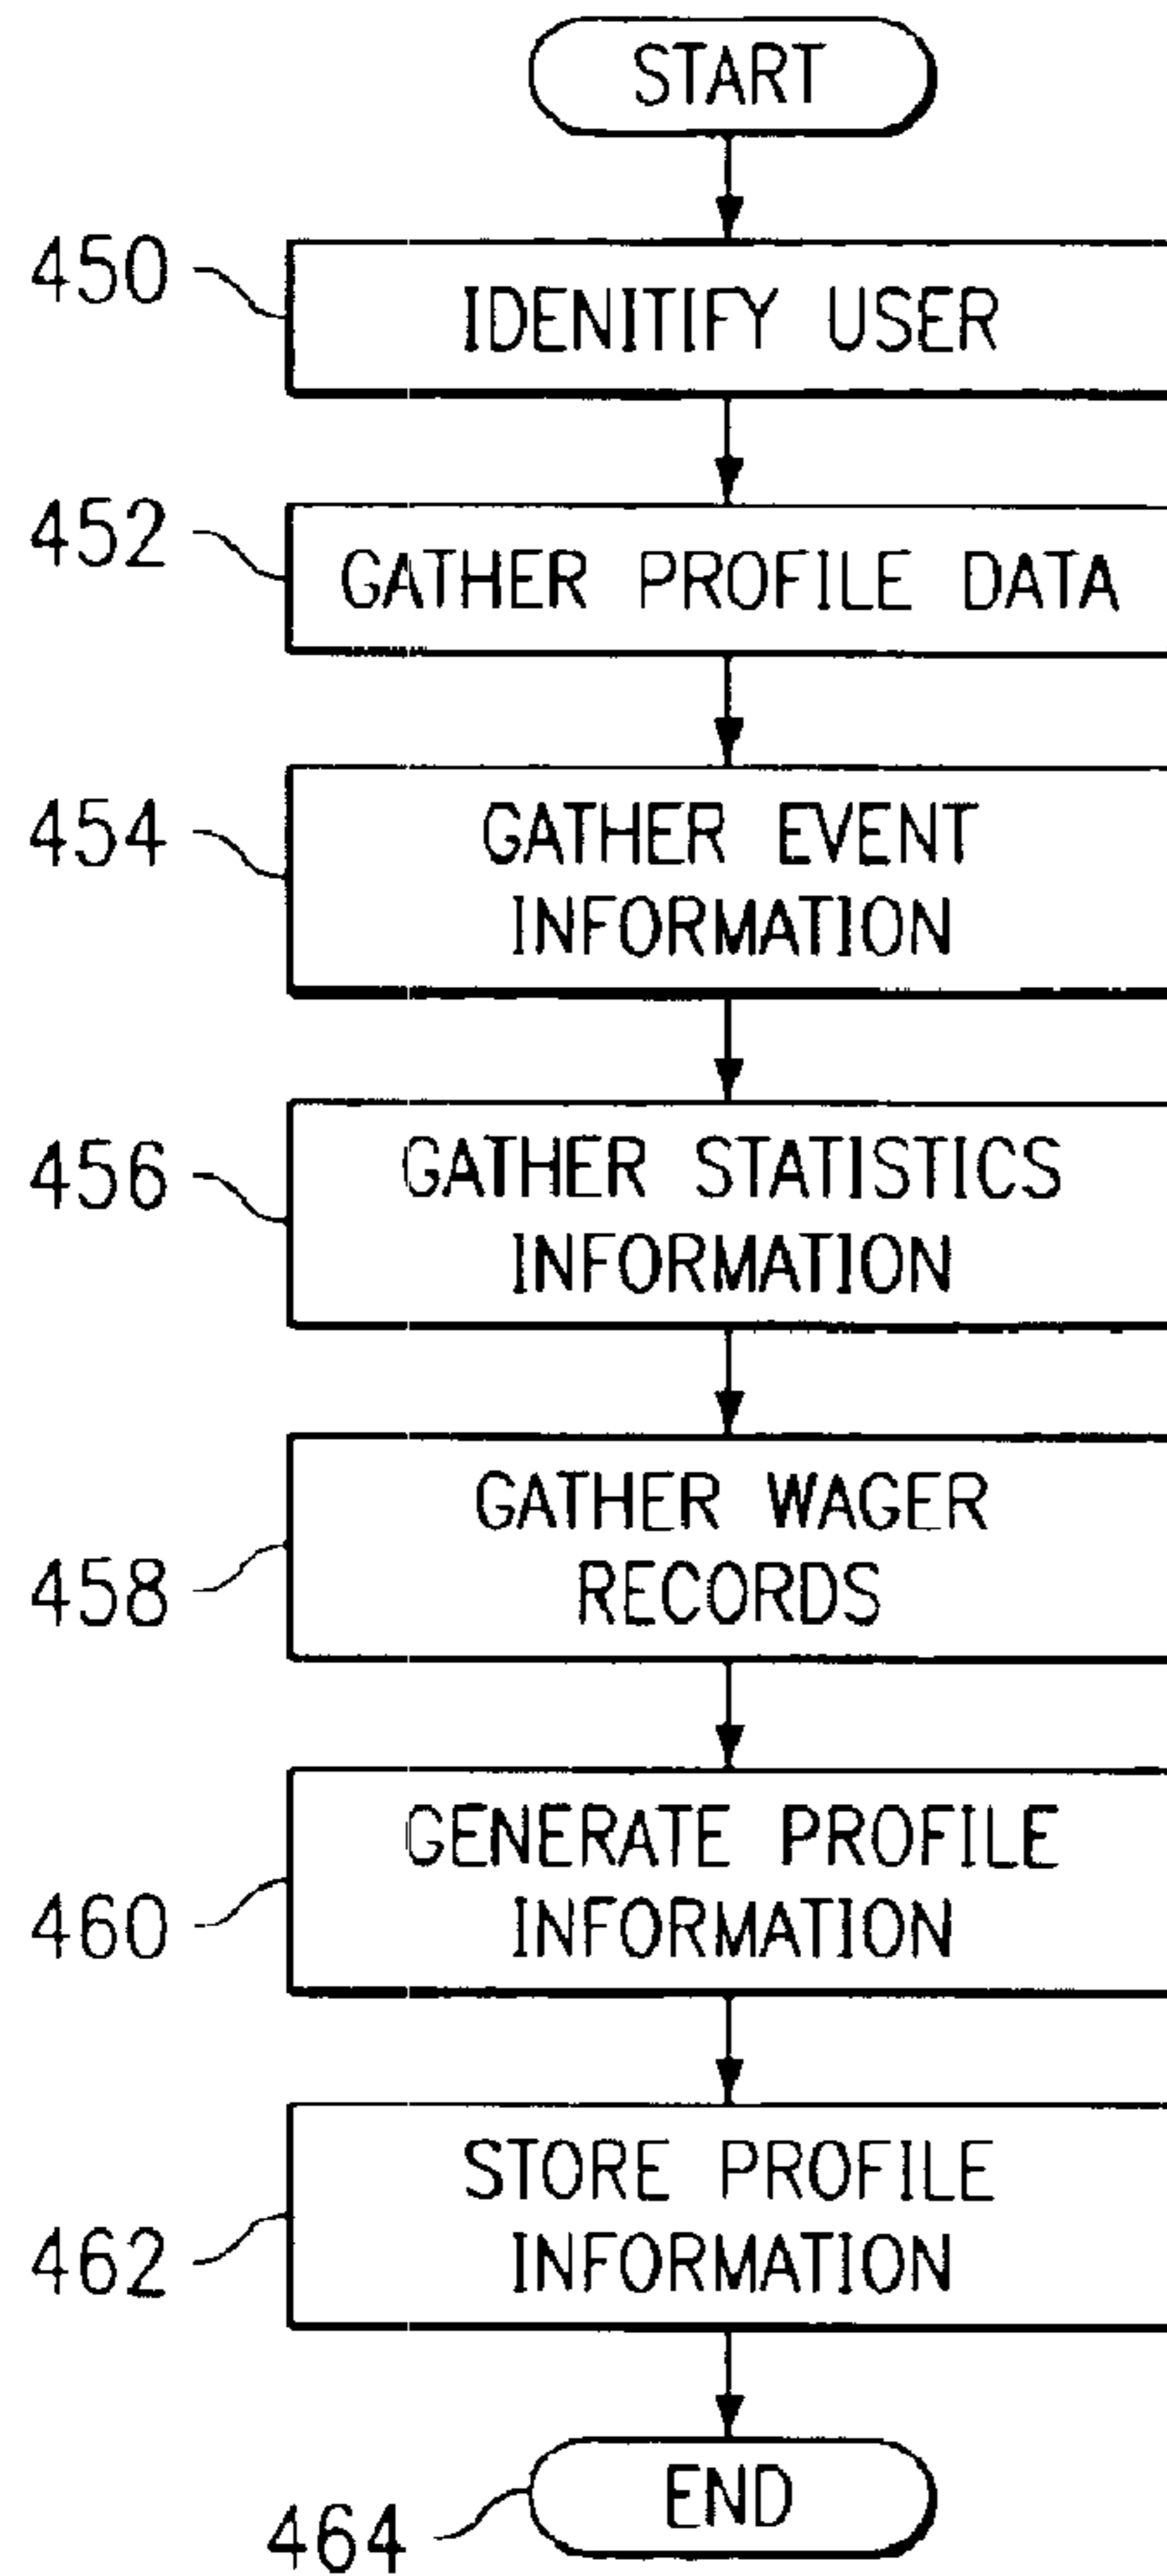 START
450
IDENITIFY USER
452
GATHER PROFILE DATA
454
GATHER EVENT
INFORMATION
456
GATHER STATISTICS
INFORMATION
458
GATHER WAGER
RECORDS
460
GENERATE PROFILE
INFORMATION
462
STORE PROFILE
INFORMATION
464
END